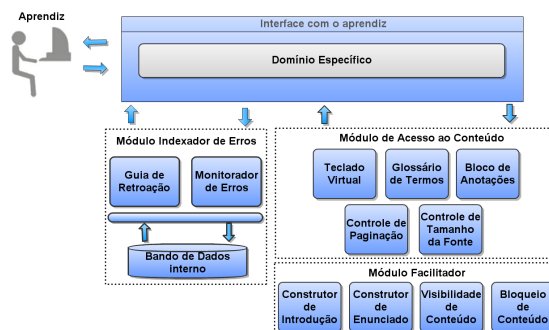 Aprendiz
Interface com o aprendiz
Domínio Específico
Módulo Indexador de Erros
Guia de
Retroação
Monitorador
de Erros
Bando de Dados
interno
Módulo de Acesso ao Conteúdo
Teclado
Virtual
Glossário
de Termos
Bloco de
Anotações
Controle de
Paginação
Controle de
Tamanho
da Fonte
Módulo Facilitador
Construtor
de
Introdução
Construtor
de
Enunciado
Visibilidade
de
Conteúdo
Bloqueio
de
Conteúdo